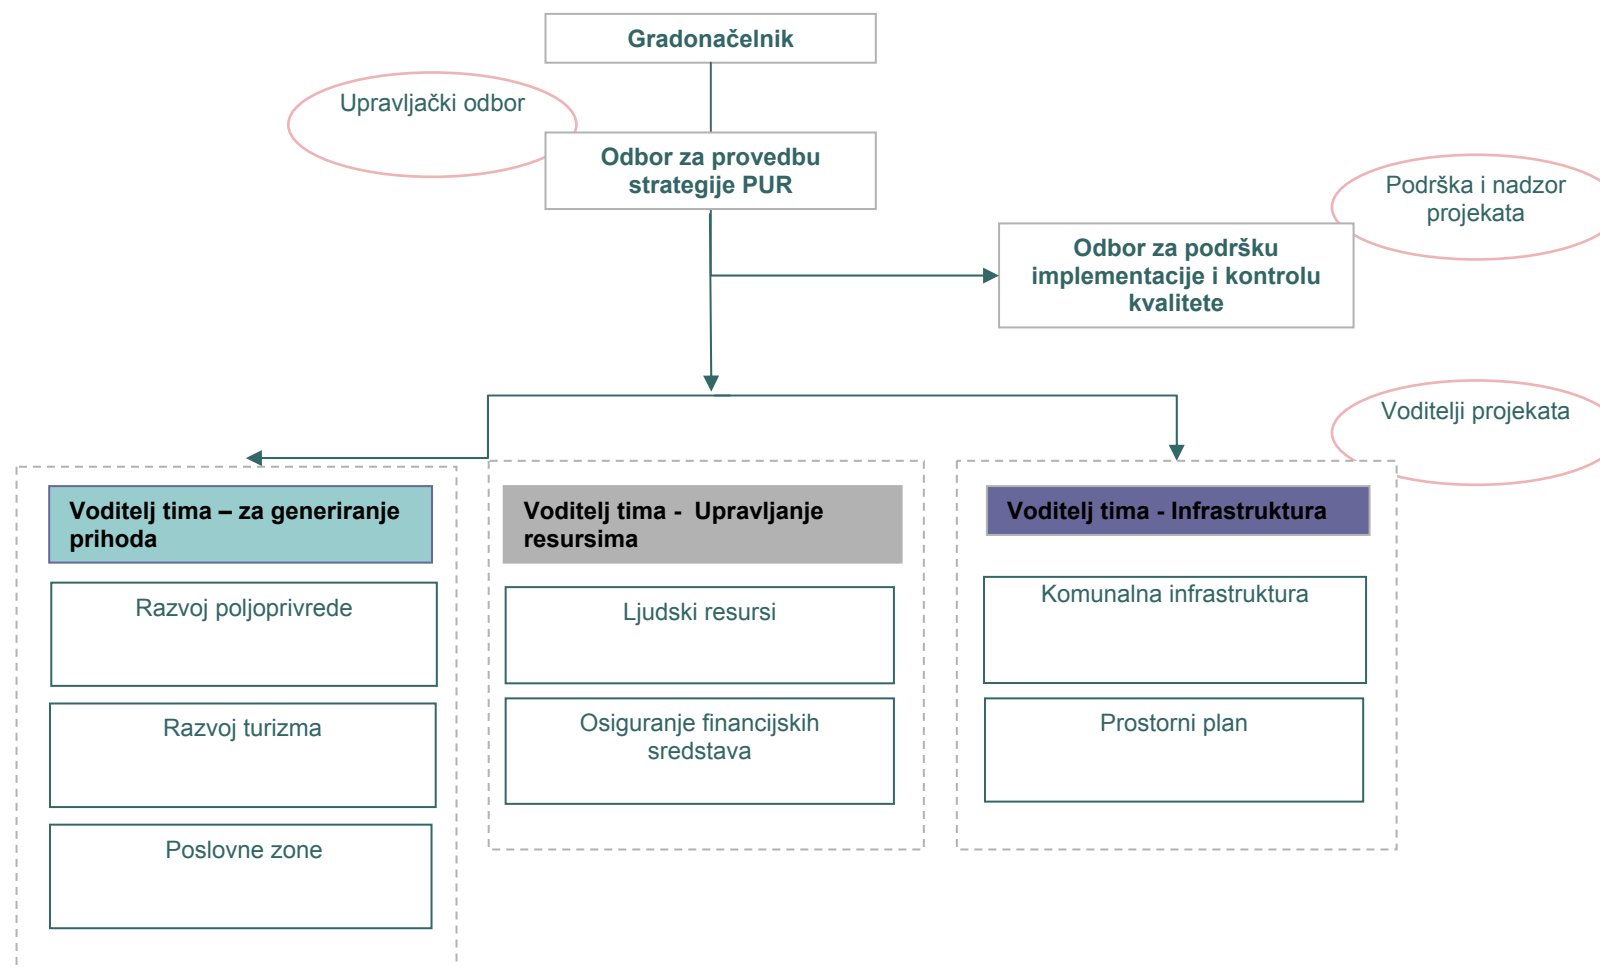 Gradonačelnik
Upravljački odbor
Odbor za provedbu
strategije PUR
Podrška i nadzor
projekata
Odbor za podršku
implementacije i kontrolu
kvalitete
Voditelji projekata
Voditelj tima – za generiranje
prihoda
Razvoj poljoprivrede
Razvoj turizma
Poslovne zone
Voditelj tima - Upravljanje
resursima
Ljudski resursi
Osiguranje financijskih
sredstava
Voditelj tima - Infrastruktura
Komunalna infrastruktura
Prostorni plan